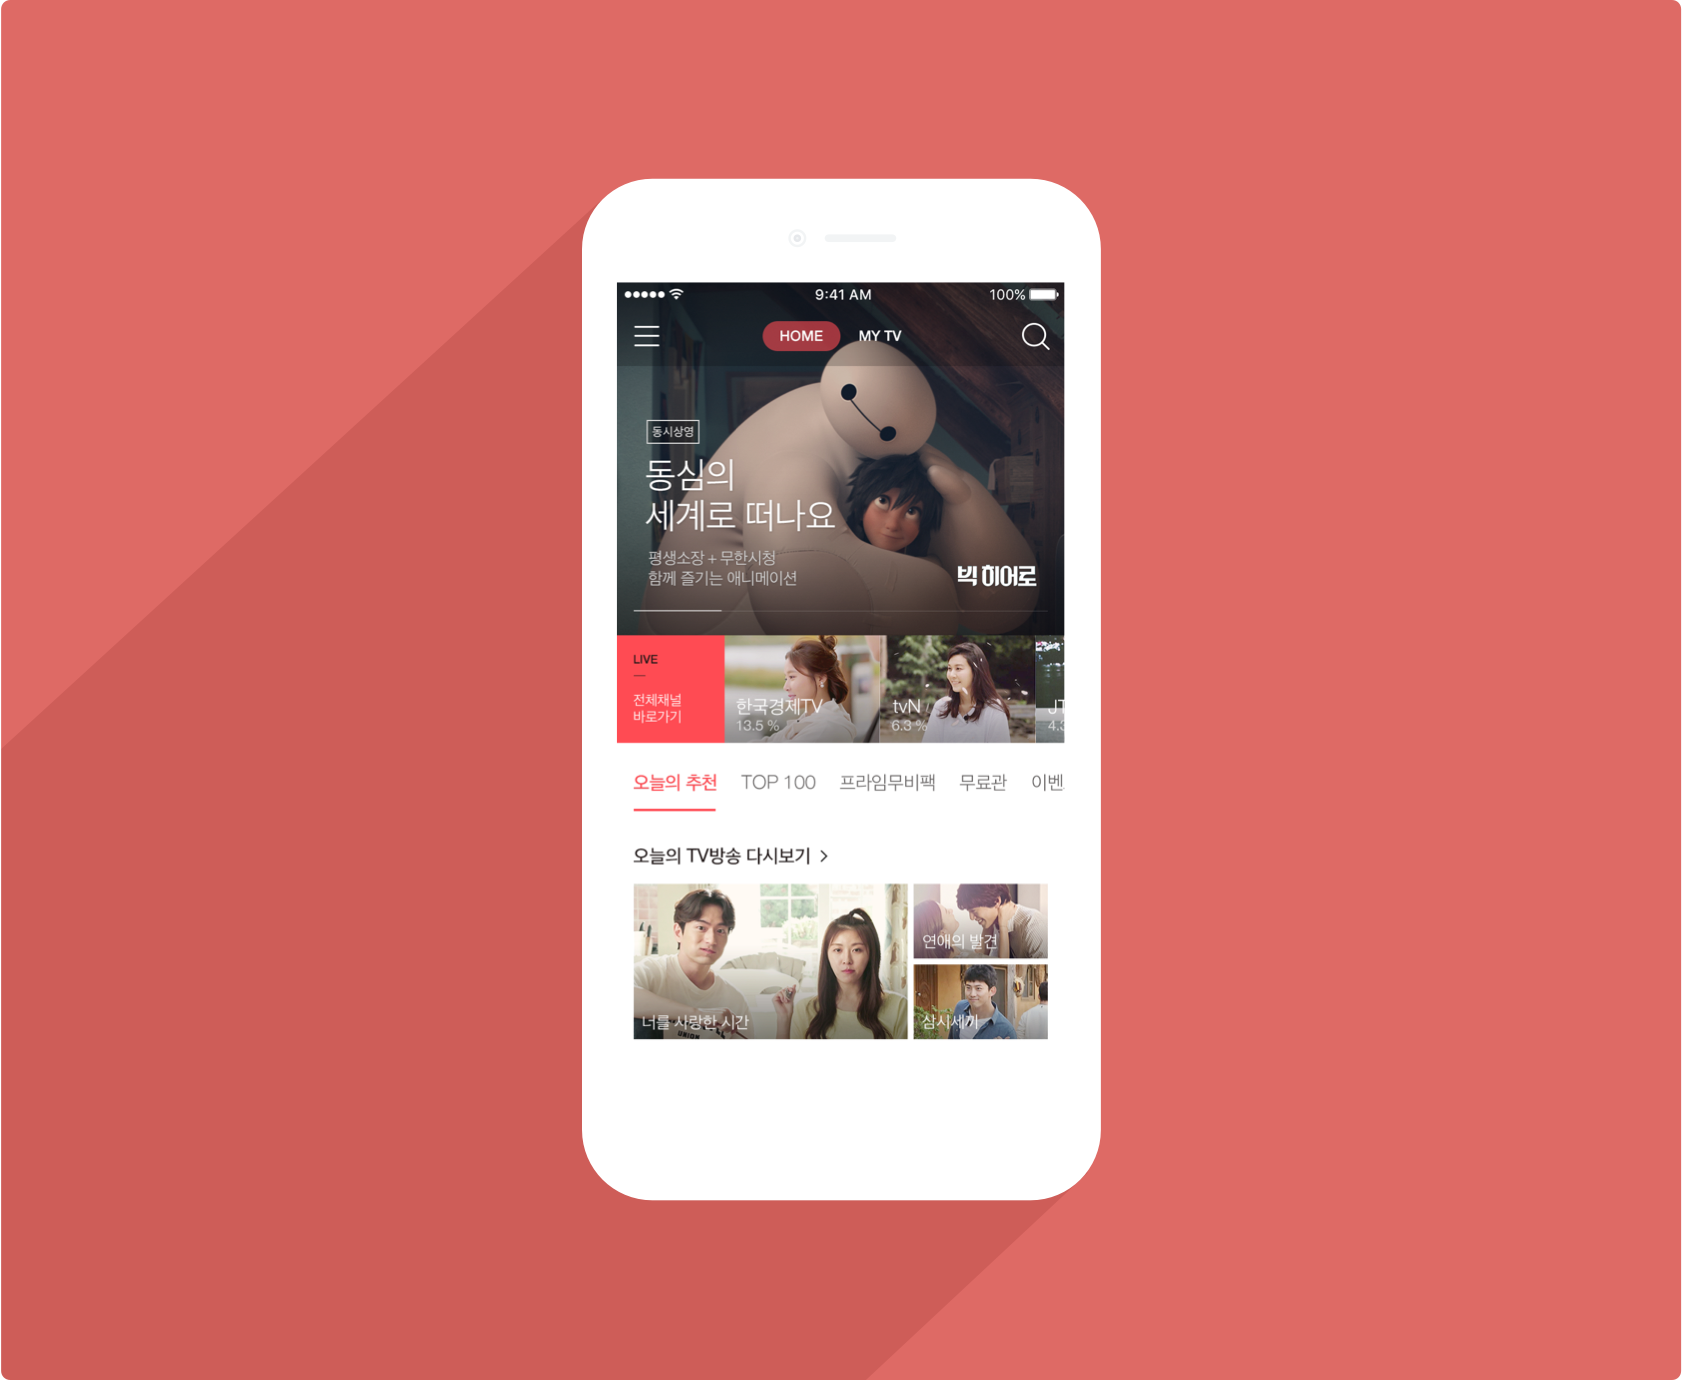 9:41 AM
100%
HOME
MY TV
동시상영
동심의
세계로 떠나요
평생소장 + 무한시청
함께 즐기는 애니메이션
빅 히어로
LIVE
전체채널
바로가기
한국경제TV
13.5 %
tvN
6.3 %
JT
4.3
오늘의 추천
TOP 100
프라임무비팩
무료관
이벤
오늘의 TV방송 다시보기 >
너를 사랑한 시간
연애의 발견
삼시세끼